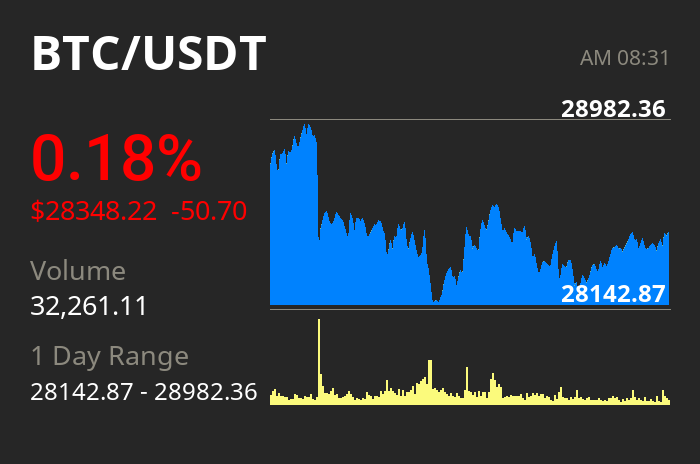 BTC/USDT
AM 08:31
28982.36
0.18%
$28348.22 -50.70
Volume
32,261.11
28142.87
1 Day Range
28142.87 - 28982.36